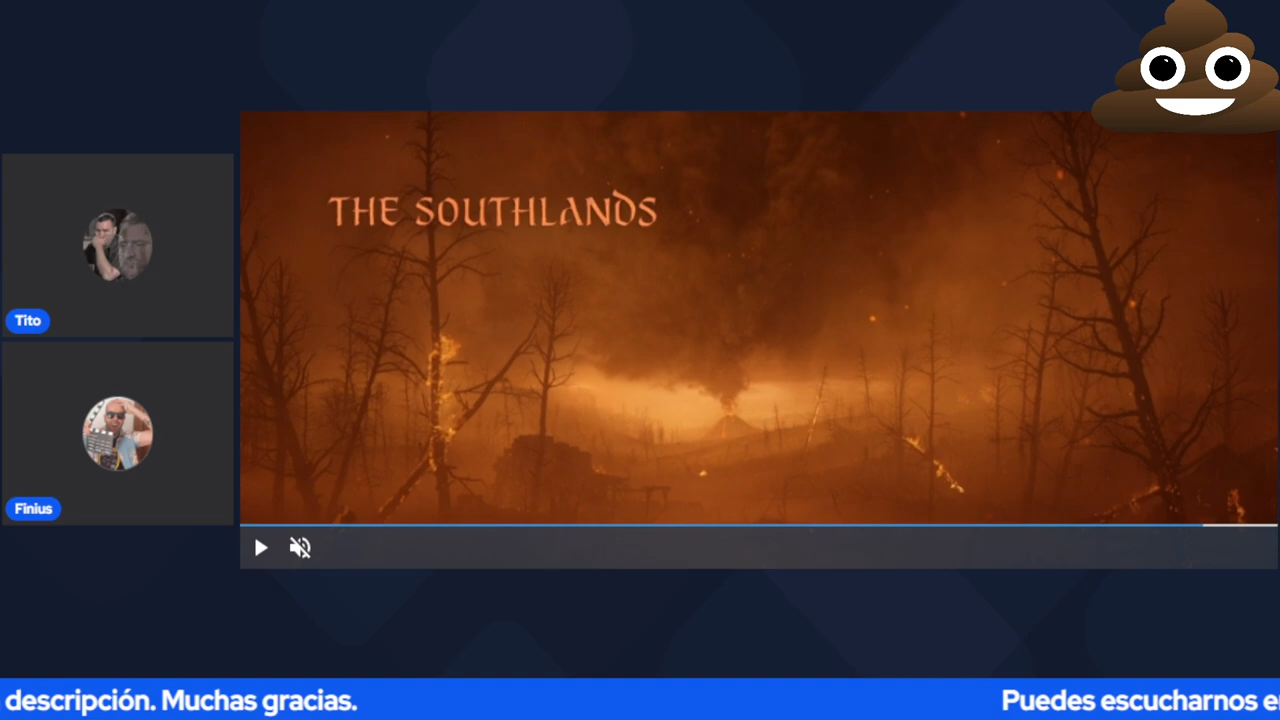 THE SOUTHLANDS
Tito
Finius
descripción. Muchas gracias.
Puedes escucharnos